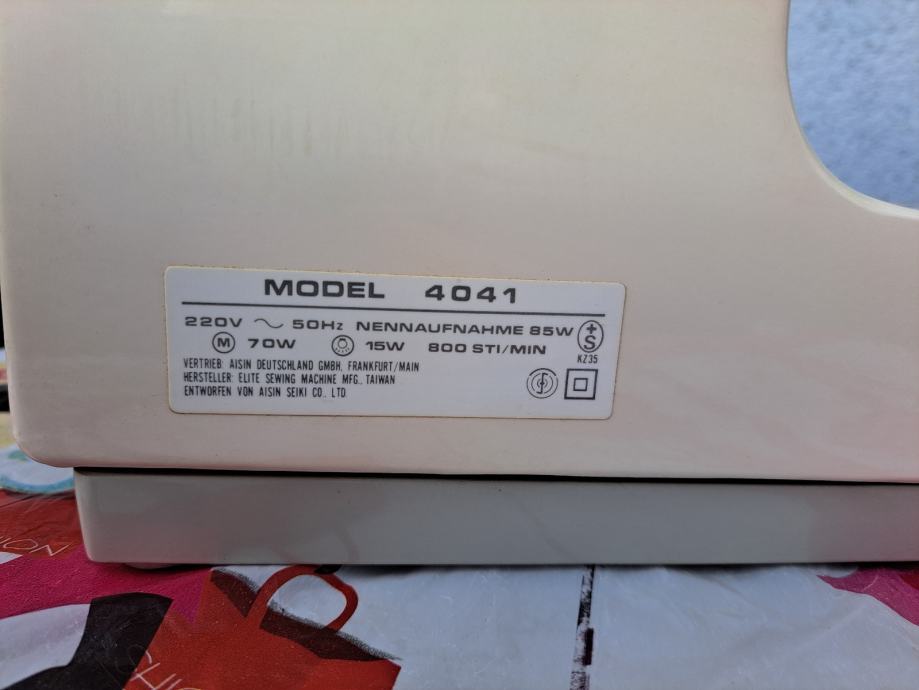 MODEL 4041
220V ~ 50Hz NENNAUFNAHME 85W
M 70W 15W 800 STI/MIN
+S
KZ35
VERTRIEB: AISIN DEUTSCHLAND GMBH, FRANKFURT/MAIN
HERSTELLER: ELITE SEWING MACHINE MFG., TAIWAN
ENTWORFEN VON AISIN SEIKI CO., LTD.